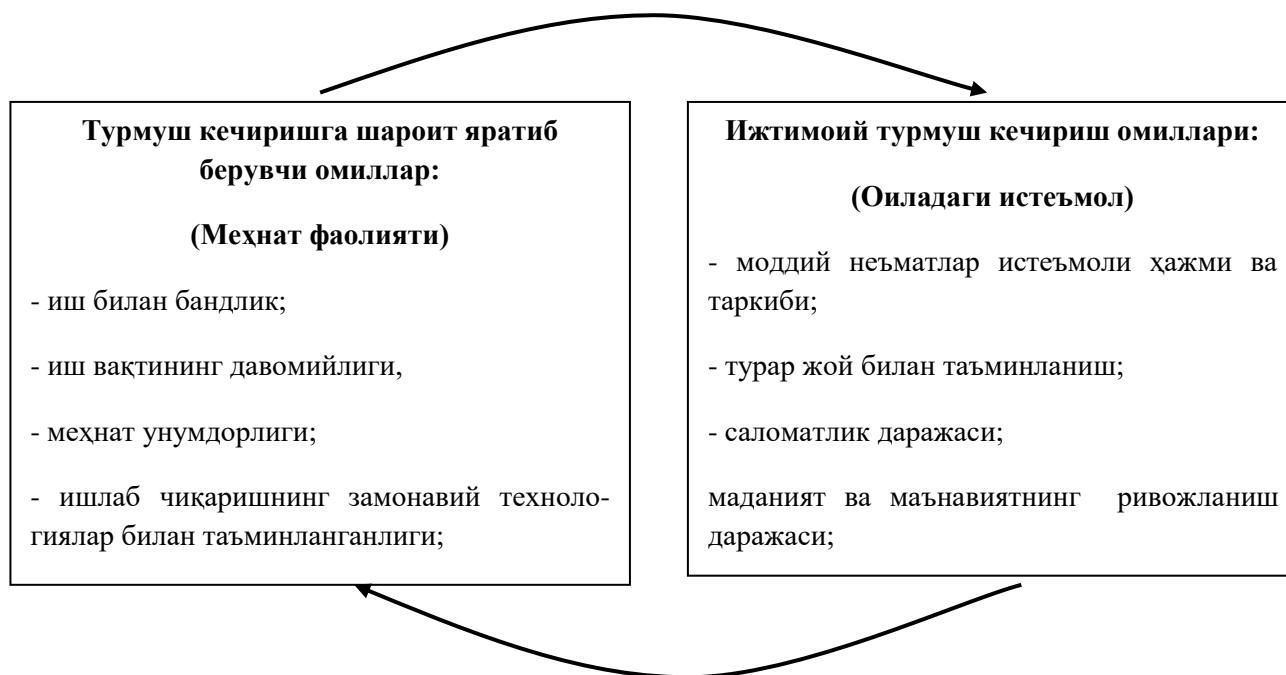 Турмуш кечиришга шароит яратиб
берувчи омиллар:
(Меҳнат фаолияти)
- иш билан бандлик;
- иш вақтининг давомийлиги,
- меҳнат унумдорлиги;
- ишлаб чиқаришнинг замонавий техноло-
гиялар билан таъминланганлиги;
Ижтимоий турмуш кечириш омиллари:
(Оиладаги истеъмол)
- моддий неъматлар истеъмоли ҳажми ва
таркиби;
- турар жой билан таъминланиш;
- саломатлик даражаси;
маданият ва маънавиятнинг ривожланиш
даражаси;